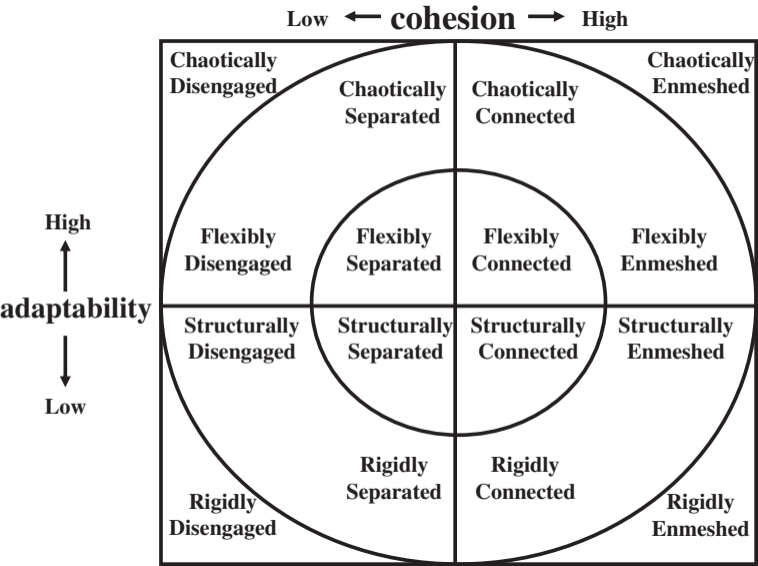 Low cohesion High
Chaotically
Disengaged
Chaotically
Separated
Chaotically
Connected
Chaotically
Enmeshed
High
adaptability
Low
Flexibly
Disengaged
Flexibly
Separated
Flexibly
Connected
Flexibly
Enmeshed
Structurally
Disengaged
Structurally
Separated
Structurally
Connected
Structurally
Enmeshed
Rigidly
Disengaged
Rigidly
Separated
Rigidly
Connected
Rigidly
Enmeshed